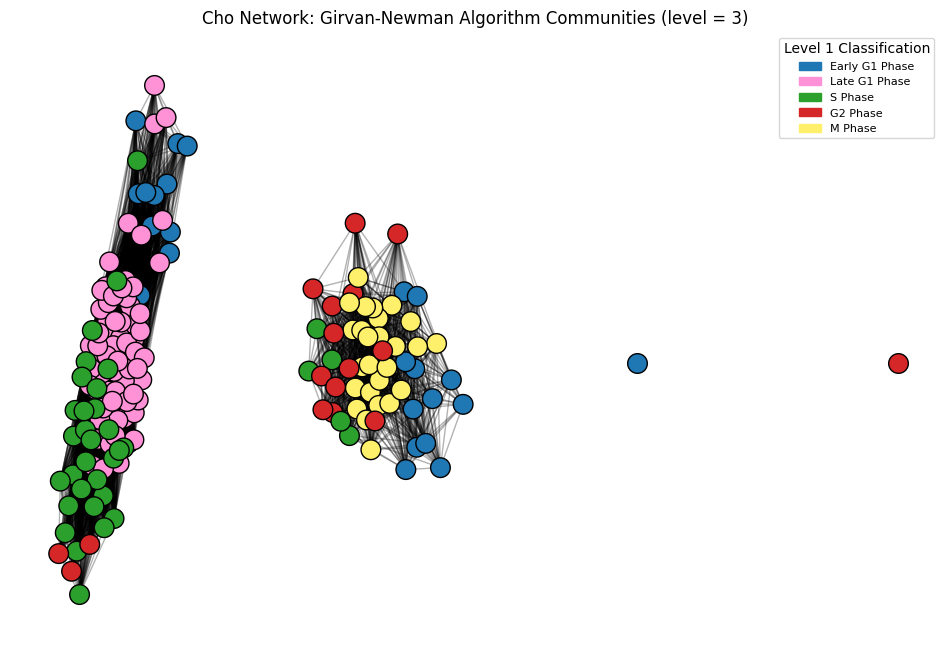 Cho Network: Girvan-Newman Algorithm Communities (level = 3)
Level 1 Classification
Early G1 Phase
Late G1 Phase
S Phase
G2 Phase
M Phase